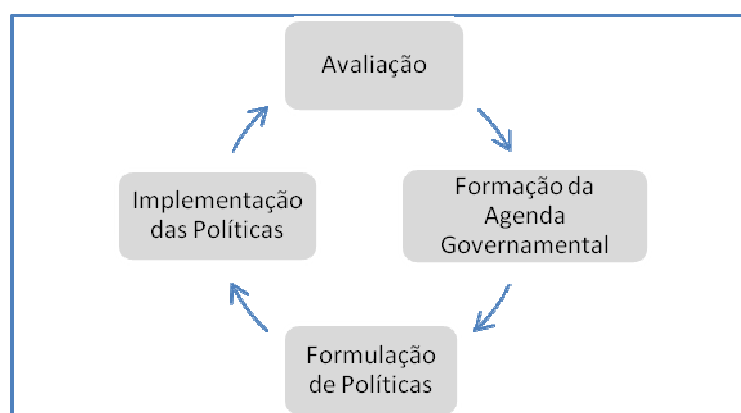 Avaliação
Implementação
das Políticas
Formação da
Agenda
Governamental
Formulação
de Políticas